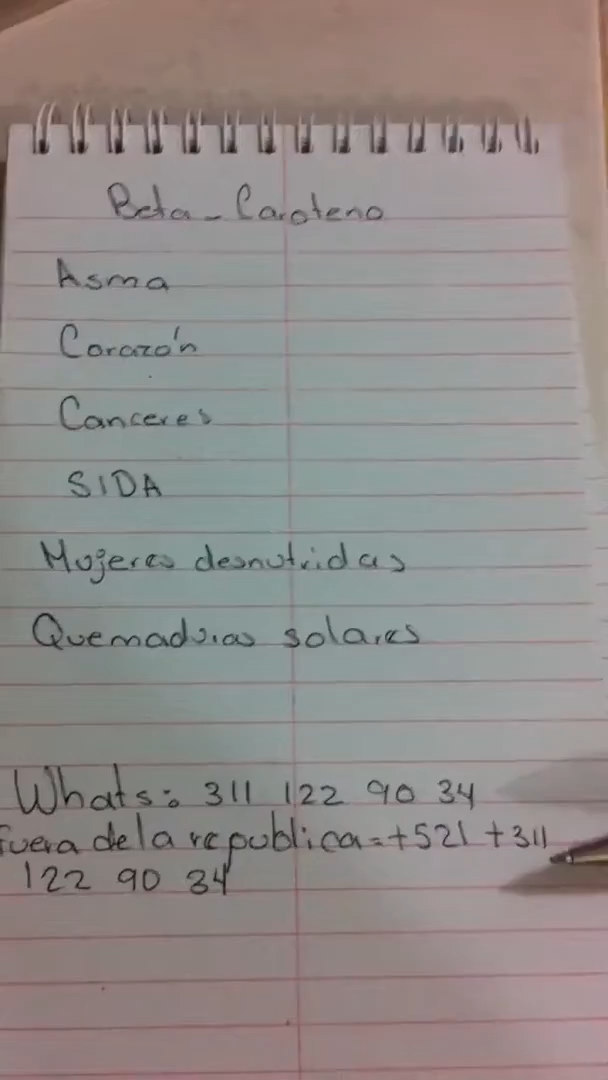 Beta-Caroteno
Asma
Corazón
Canceres
SIDA
Mujeres desnutridas
Quemaduras solares
Whats: 311 122 90 34
fuera de la republica=+521 +311
122 90 34